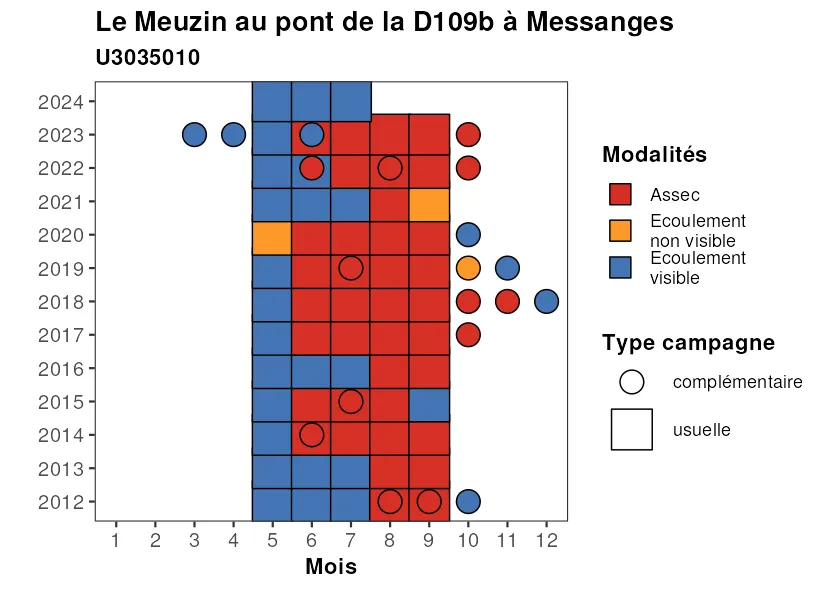 Le Meuzin au pont de la D109b à Messanges
U3035010
2024
2023
2022
2021
2020
2019
2018
2017
2016
2015
2014
2013
2012
1 2 3 4 5 6 7 8 9 10 11 12
Mois
Modalités
Assec
Ecoulement
non visible
Ecoulement
visible
Type campagne
complémentaire
usuelle